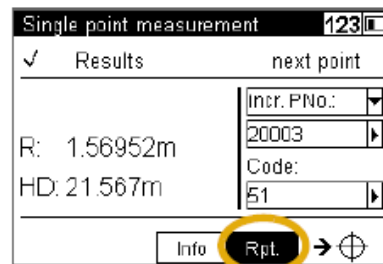 Single point measurement 123
✓ Results next point
Incr. PNo.:
20003
R: 1.56952m
Code:
HD: 21.567m
51
Info Rpt.